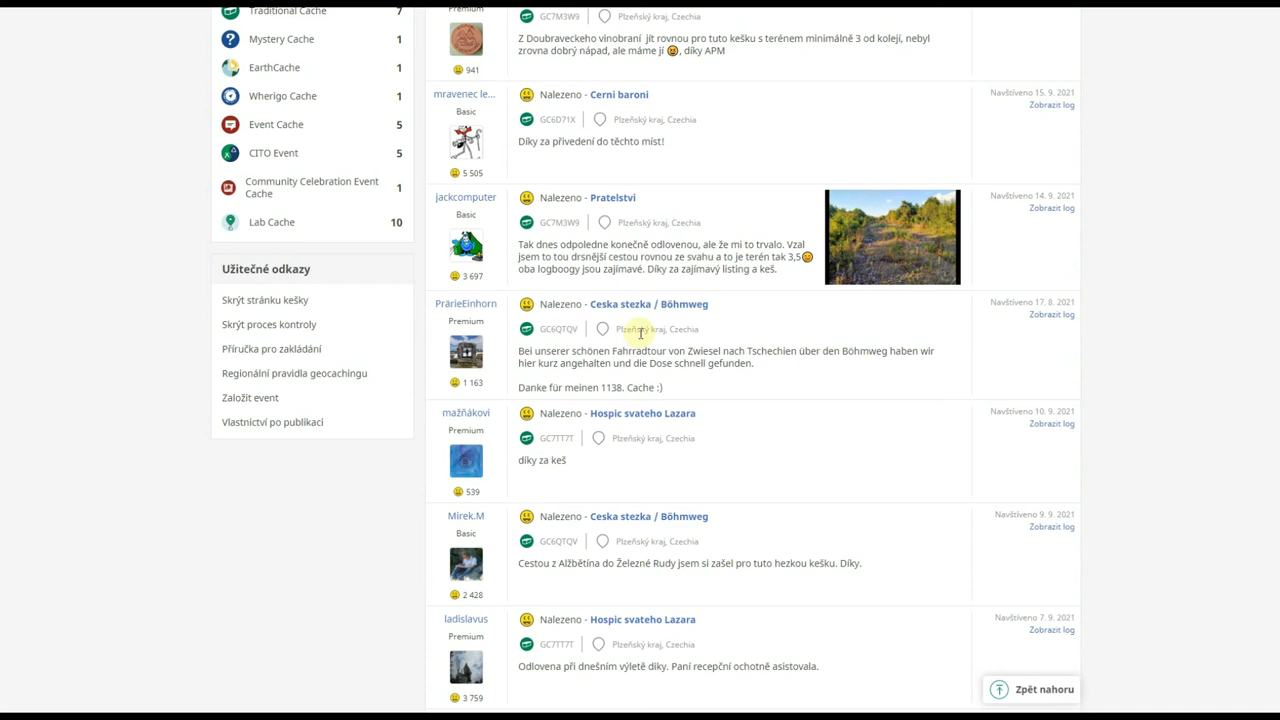 Traditional Cache 7
Mystery Cache 1
EarthCache 1
Wherigo Cache 1
Event Cache 5
CITO Event 5
Community Celebration Event
Cache 1
Lab Cache 10
Užitečné odkazy
Skrýt stránku kešky
Skrýt proces kontroly
Příručka pro zakládání
Regionální pravidla geocachingu
Založit event
Vlastnictví po publikaci
Premium
941
GC7M3W9 Plzeňský kraj, Czechia
Z Doubraveckeho vinobraní jít rovnou pro tuto kešku s terénem minimálně 3 od kolejí, nebyl
zrovna dobrý nápad, ale máme jí 😀, díky APM
mravenec le...
Basic
5 505
Nalezeno - Cerni baroni
GC6D71X Plzeňský kraj, Czechia
Díky za přivedení do těchto míst!
Navštíveno 15. 9. 2021
Zobrazit log
jackcomputer
Basic
3 697
Nalezeno - Pratelstvi
GC7M3W9 Plzeňský kraj, Czechia
Tak dnes odpoledne konečně odlovenou, ale že mi to trvalo. Vzal
jsem to tou drsnější cestou rovnou ze svahu a to je terén tak 3,5😀
oba logboogy jsou zajímavé. Díky za zajímavý listing a keš.
Navštíveno 14. 9. 2021
Zobrazit log
PrärieEinhorn
Premium
1 163
Nalezeno - Ceska stezka / Böhmweg
GC6QTQV Plzeňský kraj, Czechia
Bei unserer schönen Fahrradtour von Zwiesel nach Tschechien über den Böhmweg haben wir
hier kurz angehalten und die Dose schnell gefunden.
Danke für meinen 1138. Cache :)
Navštíveno 17. 8. 2021
Zobrazit log
mažňákovi
Premium
539
Nalezeno - Hospic svateho Lazara
GC7TT7T Plzeňský kraj, Czechia
díky za keš
Navštíveno 10. 9. 2021
Zobrazit log
Mirek.M
Basic
2 428
Nalezeno - Ceska stezka / Böhmweg
GC6QTQV Plzeňský kraj, Czechia
Cestou z Alžbětína do Železné Rudy jsem si zašel pro tuto hezkou kešku. Díky.
Navštíveno 9. 9. 2021
Zobrazit log
ladislavus
Premium
3 759
Nalezeno - Hospic svateho Lazara
GC7TT7T Plzeňský kraj, Czechia
Odlovena při dnešním výletě diky. Paní recepční ochotně asistovala.
Navštíveno 7. 9. 2021
Zobrazit log
Zpět nahoru